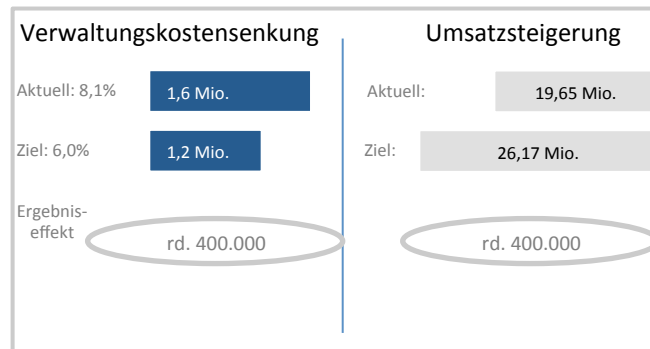 Verwaltungskostensenkung
Aktuell: 8,1%
1,6 Mio.
Ziel: 6,0%
1,2 Mio.
Ergebnis-
effekt
rd. 400.000
Umsatzsteigerung
Aktuell:
19,65 Mio.
Ziel:
26,17 Mio.
rd. 400.000